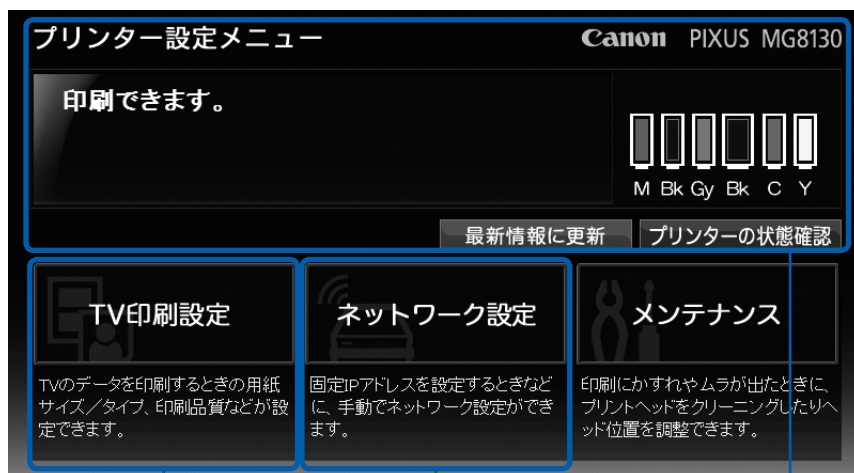 プリンター設定メニュー
Canon PIXUS MG8130
印刷できます。
M Bk Gy Bk C Y
最新情報に更新 プリンターの状態確認
TV印刷設定
TVのデータを印刷するときの用紙
サイズ／タイプ、印刷品質などが設
定できます。
ネットワーク設定
固定IPアドレスを設定するときなど
に、手動でネットワーク設定ができ
ます。
メンテナンス
印刷にかすれやムラが出たときに、
プリントヘッドをクリーニングしたりヘ
ッド位置を調整できます。